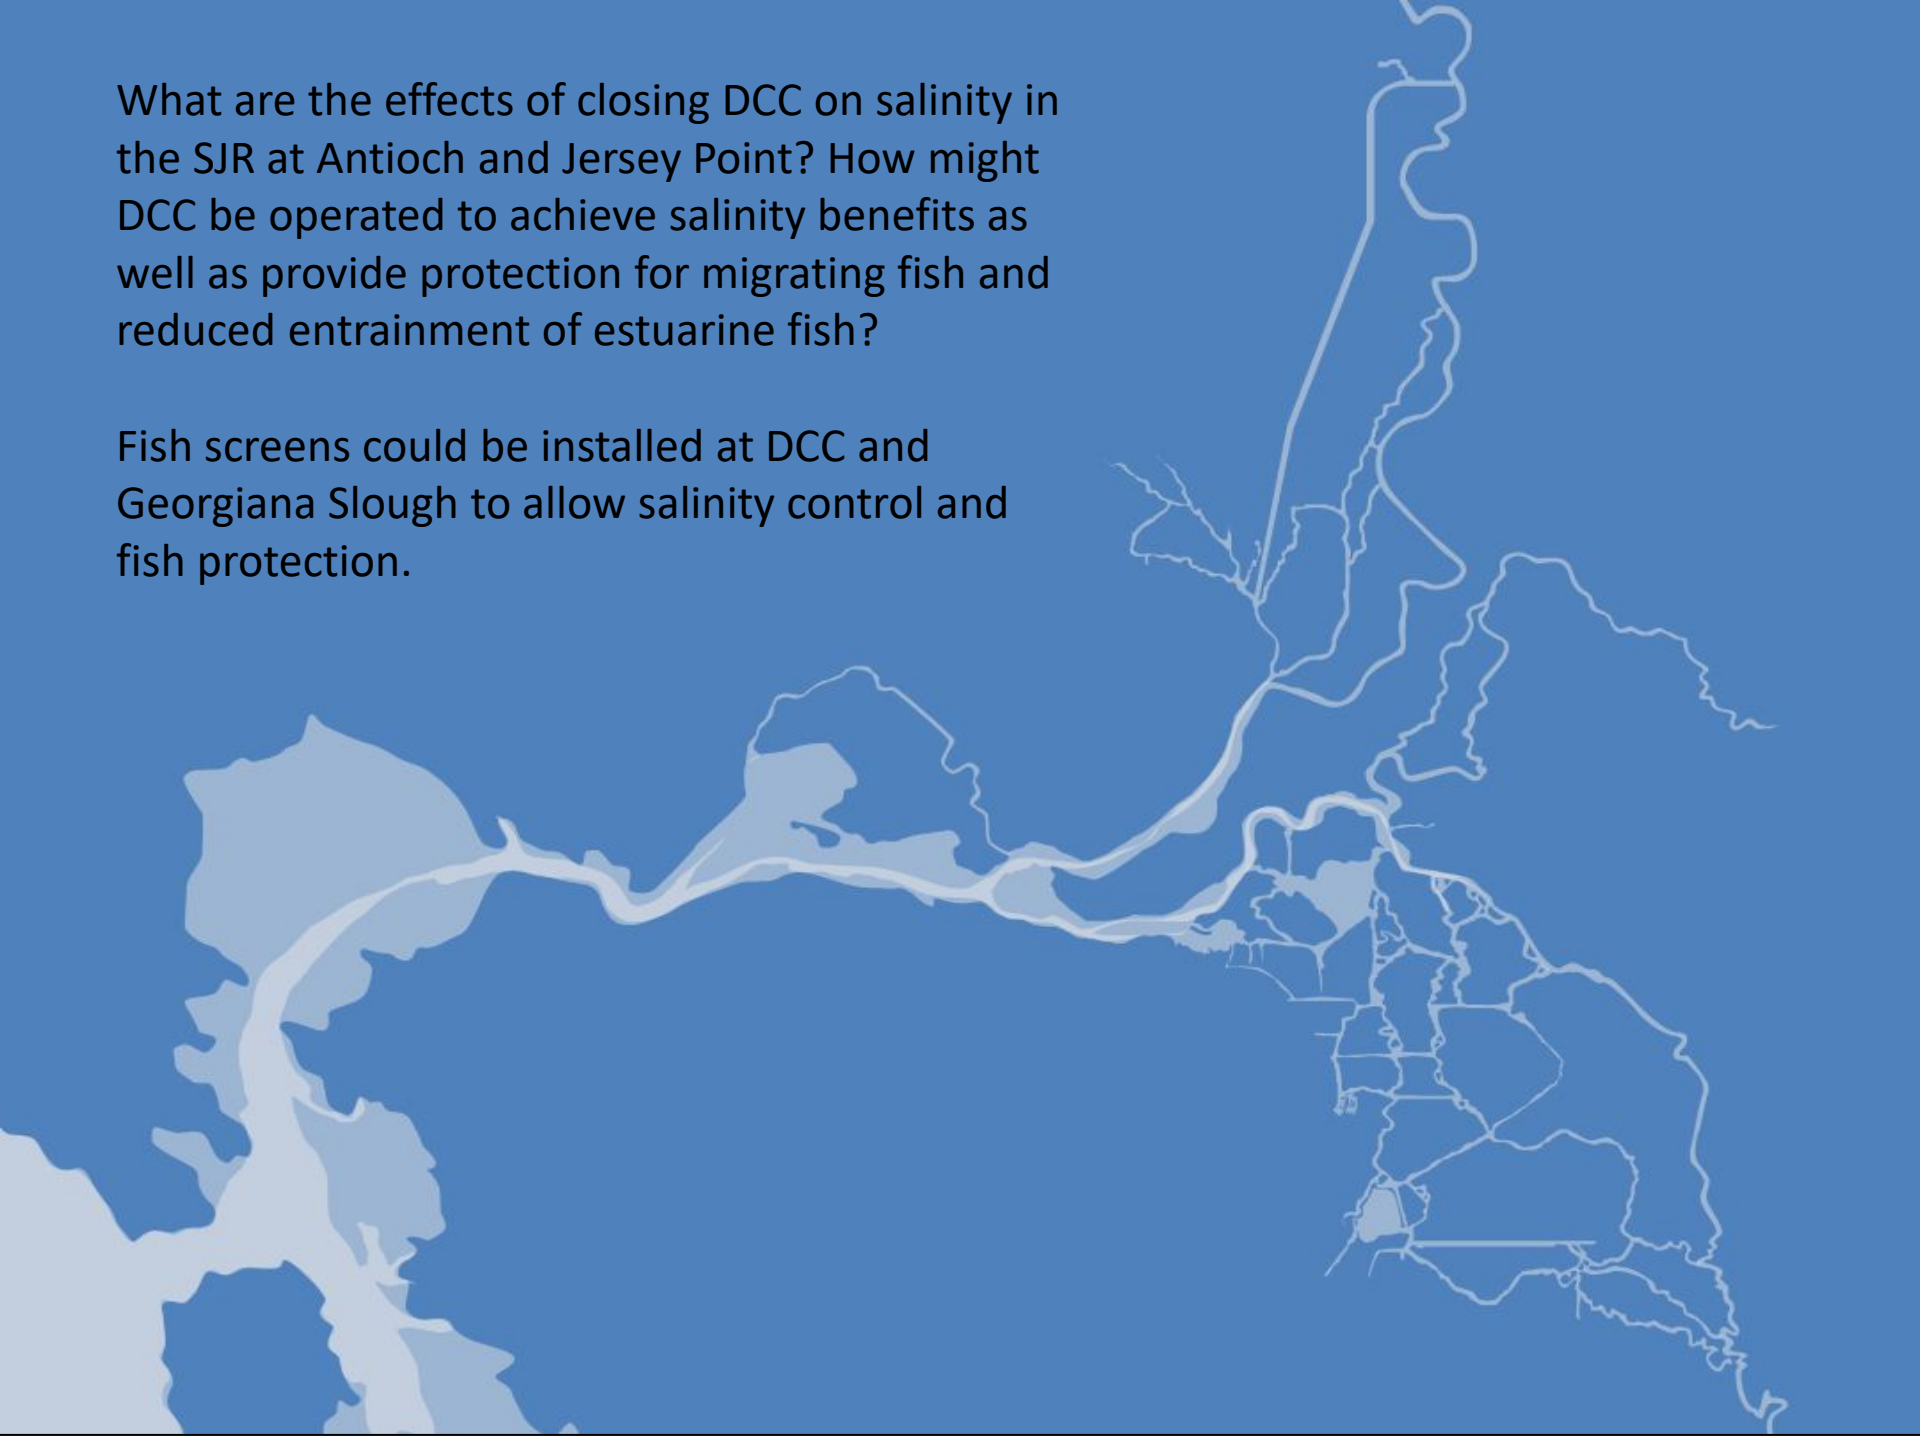 What are the effects of closing DCC on salinity in
the SJR at Antioch and Jersey Point? How might
DCC be operated to achieve salinity benefits as
well as provide protection for migrating fish and
reduced entrainment of estuarine fish?
Fish screens could be installed at DCC and
Georgiana Slough to allow salinity control and
fish protection.